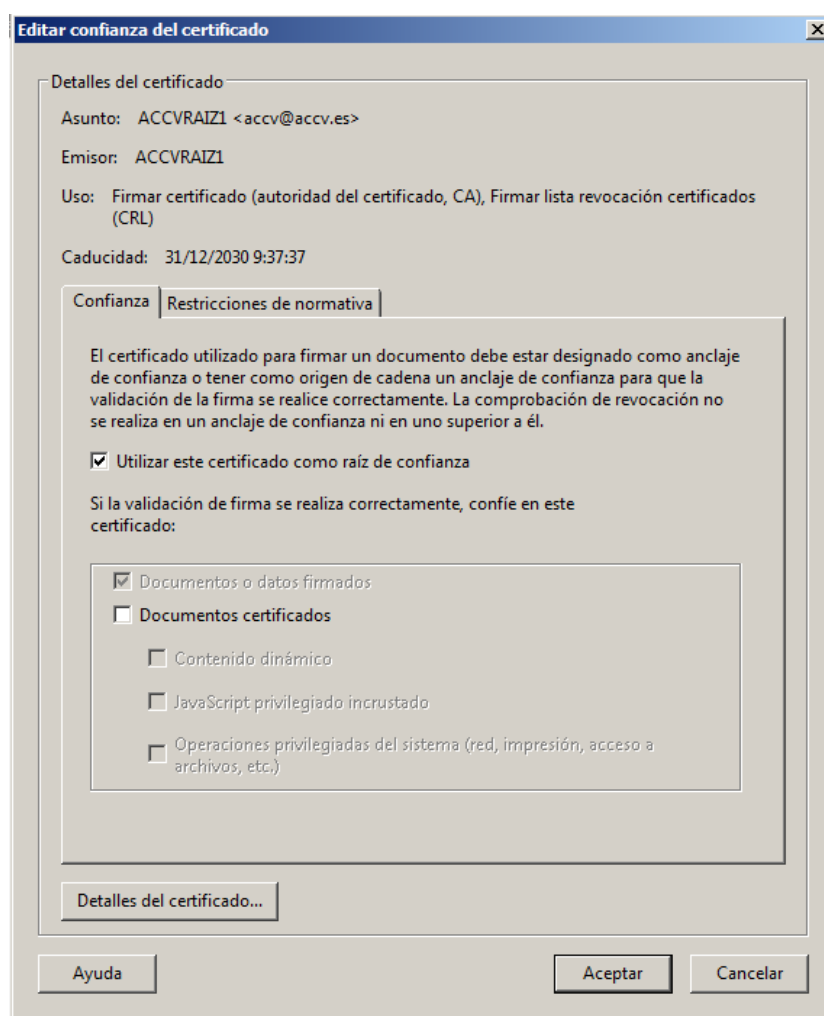 Editar confianza del certificado
Detalles del certificado
Asunto: ACCVRAIZ1 <accv@accv.es>
Emisor: ACCVRAIZ1
Uso: Firmar certificado (autoridad del certificado, CA), Firmar lista revocación certificados
(CRL)
Caducidad: 31/12/2030 9:37:37
Confianza Restricciones de normativa
El certificado utilizado para firmar un documento debe estar designado como anclaje
de confianza o tener como origen de cadena un anclaje de confianza para que la
validación de la firma se realice correctamente. La comprobación de revocación no
se realiza en un anclaje de confianza ni en uno superior a él.
Utilizar este certificado como raíz de confianza
Si la validación de firma se realiza correctamente, confíe en este
certificado:
Documentos o datos firmados
Documentos certificados
Contenido dinámico
JavaScript privilegiado incrustado
Operaciones privilegiadas del sistema (red, impresión, acceso a
archivos, etc.)
Detalles del certificado...
Ayuda Aceptar Cancelar